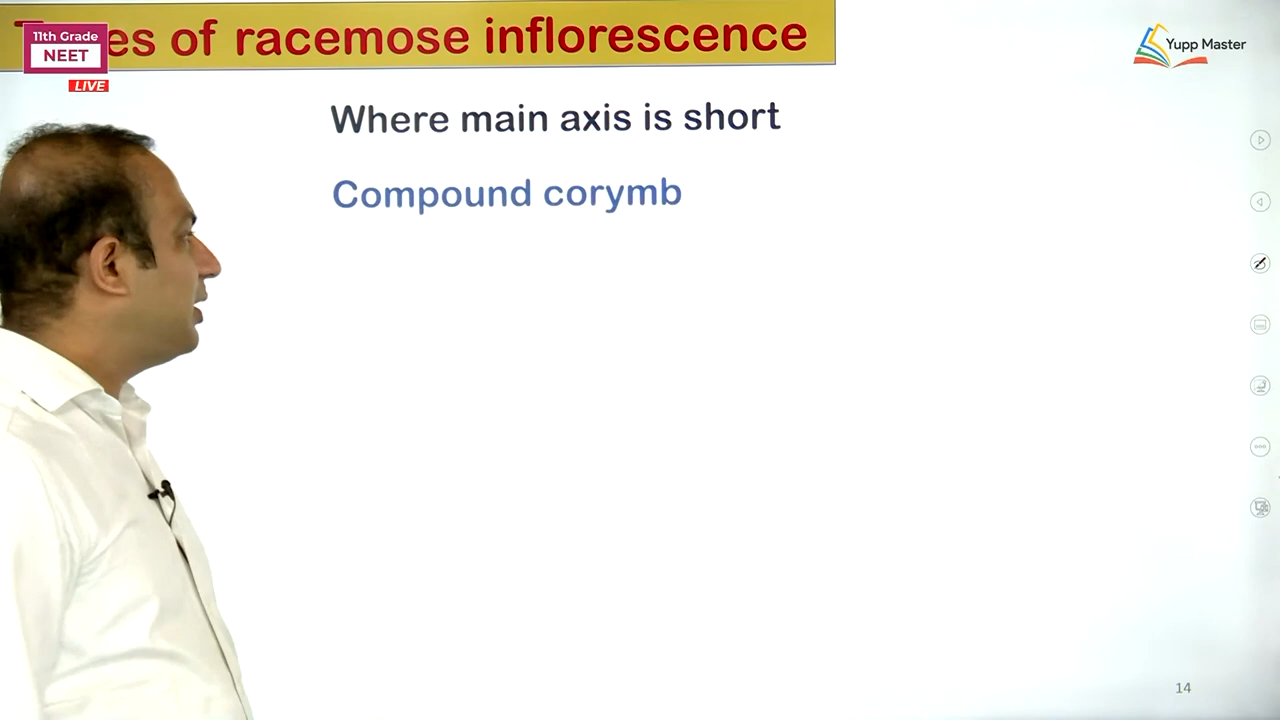 es of racemose inflorescence
11th Grade
NEET
LIVE
Yupp Master
Where main axis is short
Compound corymb
14